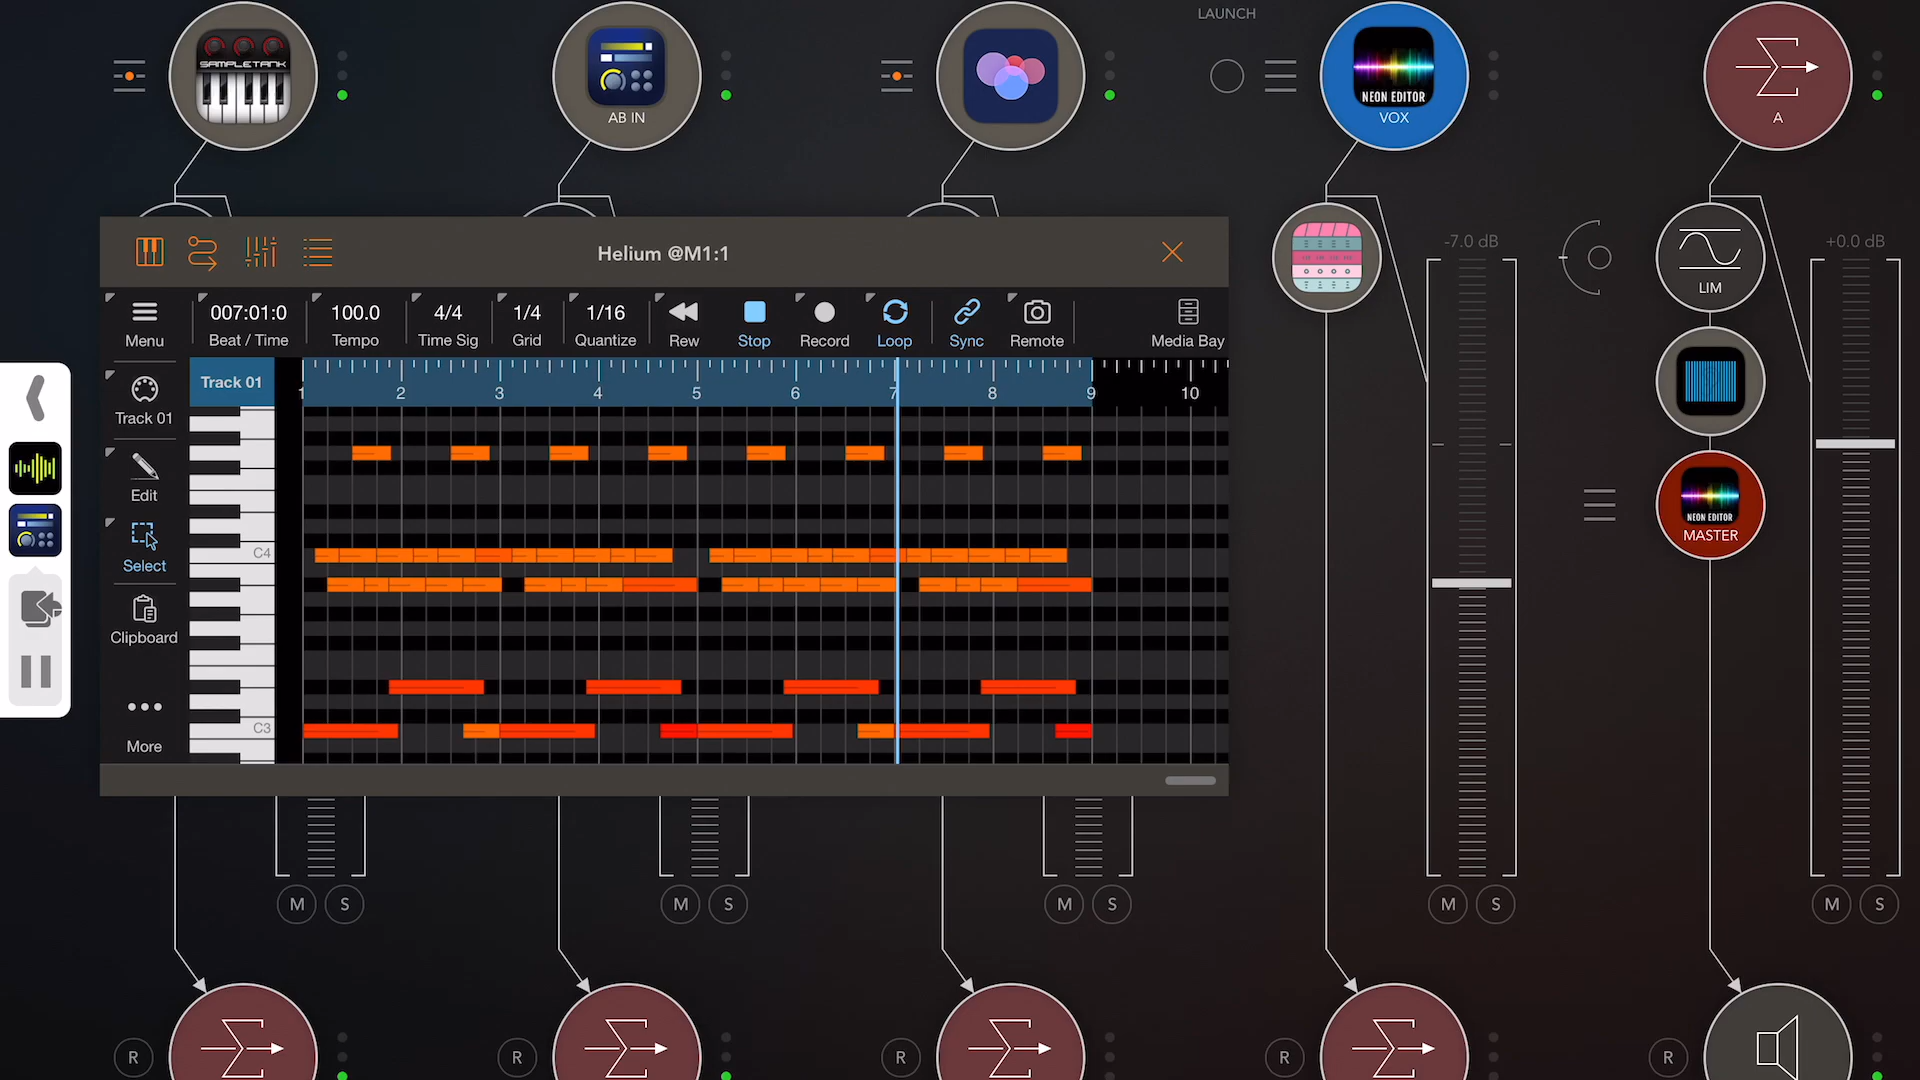 LAUNCH
SAMPLETANK
AB IN
NEON EDITOR
VOX
A
Helium @M1:1
-7.0 dB
+0.0 dB
LIM
Menu
007:01:0
Beat / Time
100.0
Tempo
4/4
Time Sig
1/4
Grid
1/16
Quantize
Rew
Stop
Record
Loop
Sync
Remote
Media Bay
Track 01
1 2 3 4 5 6 7 8 9 10
Track 01
Edit
Select
Clipboard
More
C4
C3
NEON EDITOR
MASTER
M S
M S
M S
M S
M S
R
R
R
R
R